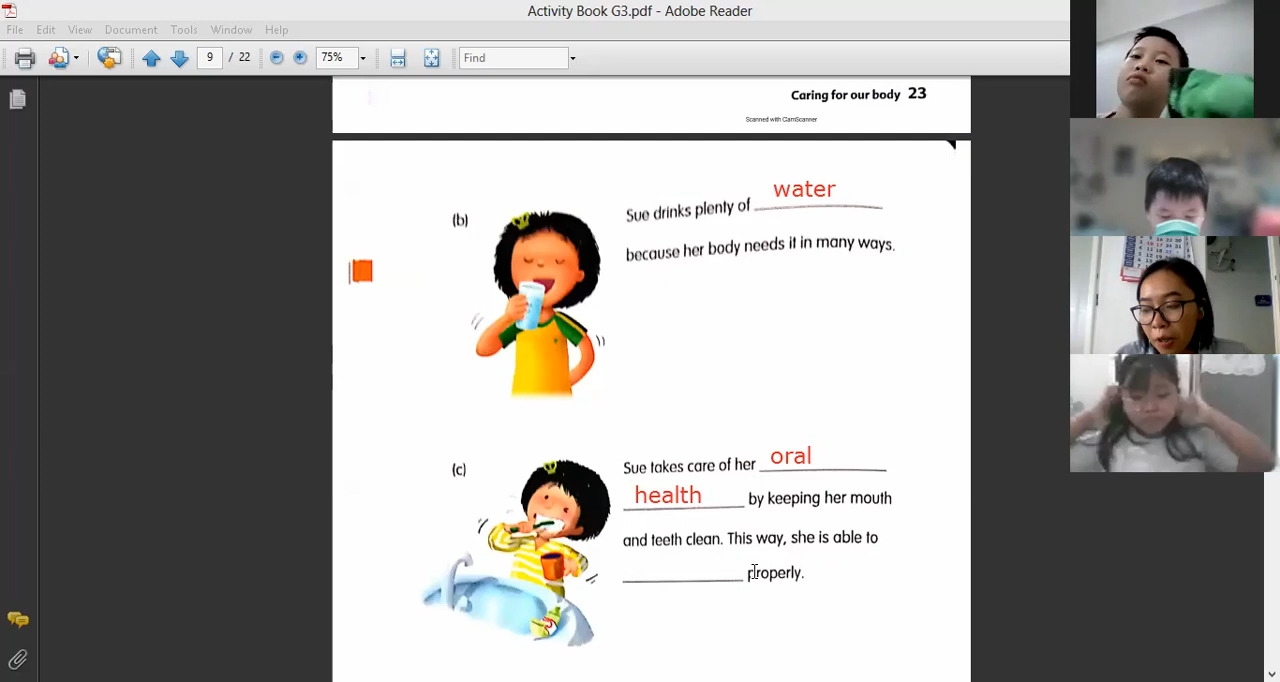 Activity Book G3.pdf - Adobe Reader
File Edit View Document Tools Window Help
9 / 22 75% Find
Caring for our body 23
Scanned with CamScanner
(b) Sue drinks plenty of water
because her body needs it in many ways.
(c) Sue takes care of her oral
health by keeping her mouth
and teeth clean. This way, she is able to
properly.